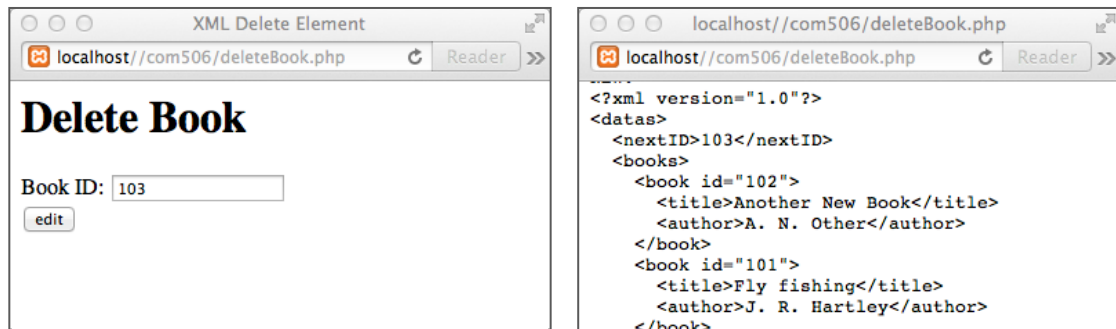 XML Delete Element
localhost//com506/deleteBook.php
Reader
Delete Book
Book ID: 103
edit
localhost//com506/deleteBook.php
localhost//com506/deleteBook.php
Reader
<?xml version="1.0"?>
<datas>
<nextID>103</nextID>
<books>
<book id="102">
<title>Another New Book</title>
<author>A. N. Other</author>
</book>
<book id="101">
<title>Fly fishing</title>
<author>J. R. Hartley</author>
</book>